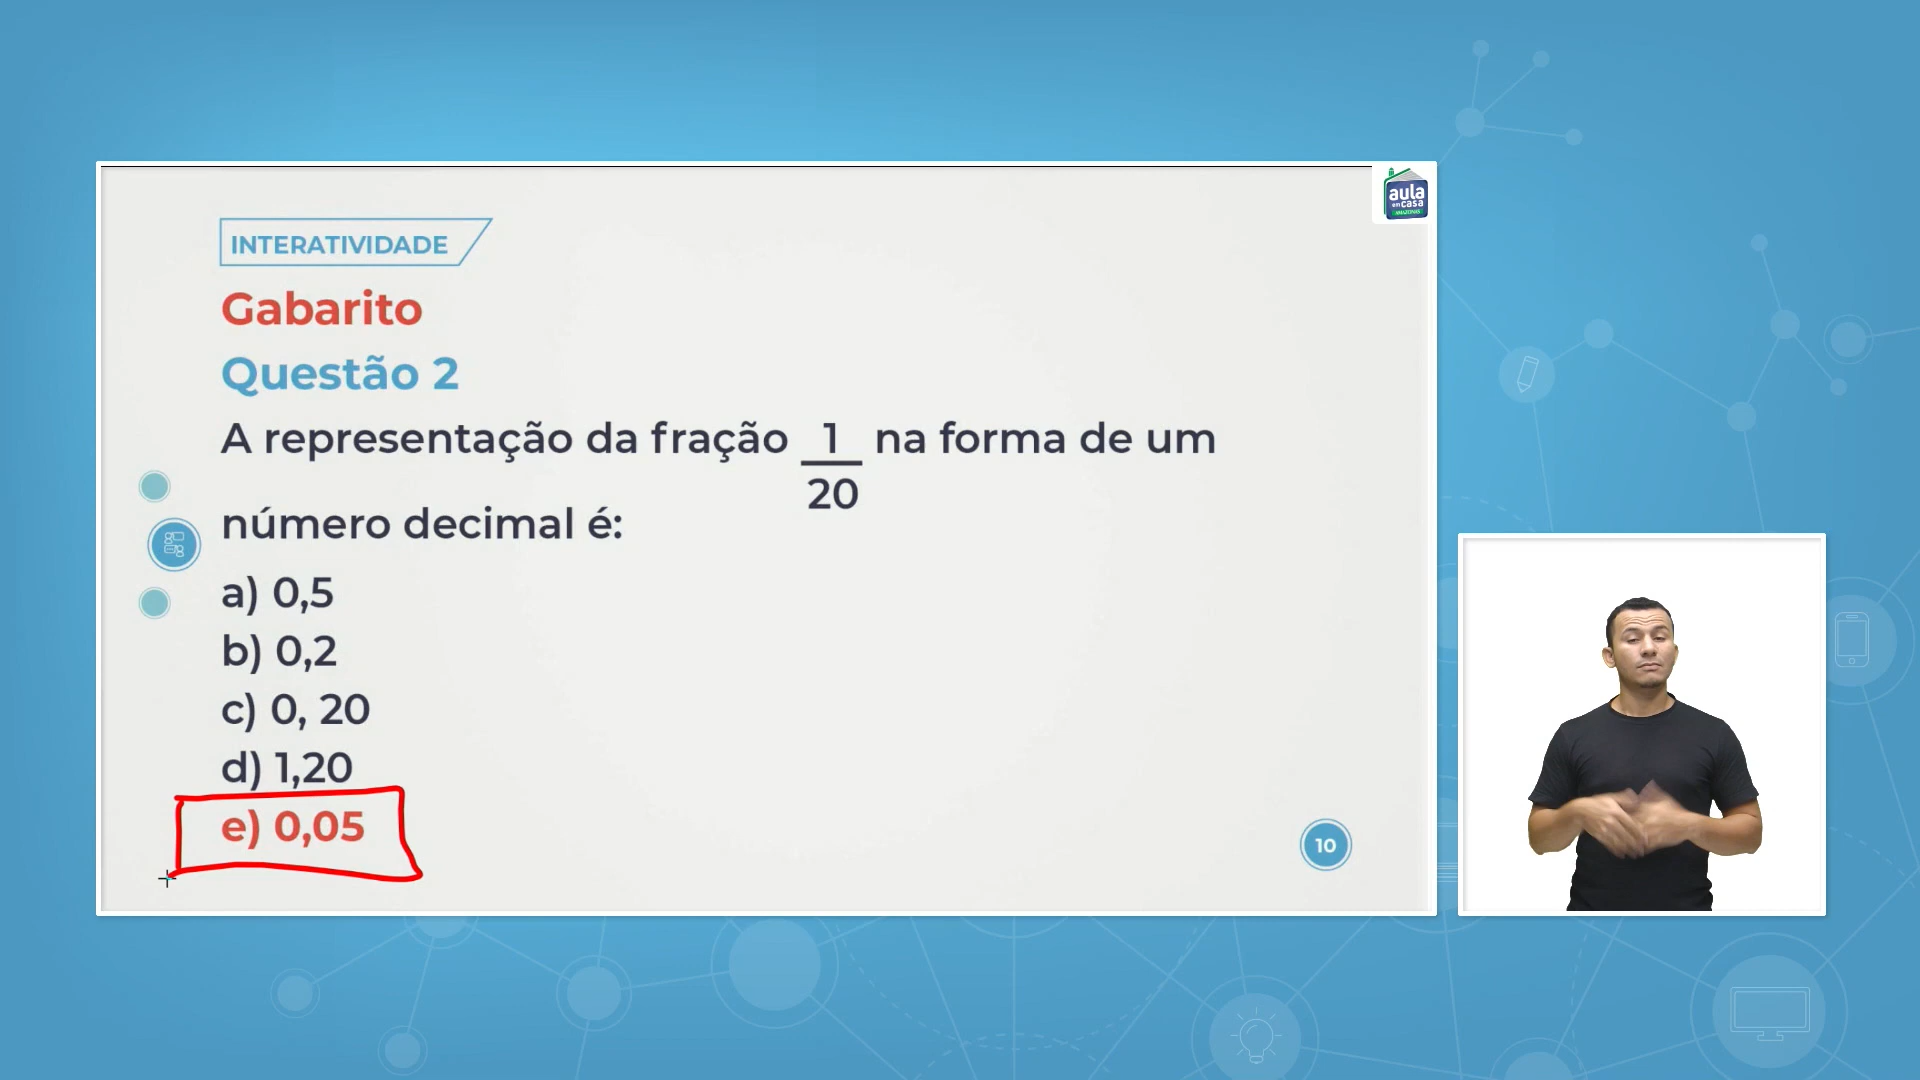 aula
em casa
AMAZONAS
INTERATIVIDADE
Gabarito
Questão 2
A representação da fração 1/20 na forma de um
número decimal é:
a) 0,5
b) 0,2
c) 0, 20
d) 1,20
e) 0,05
10